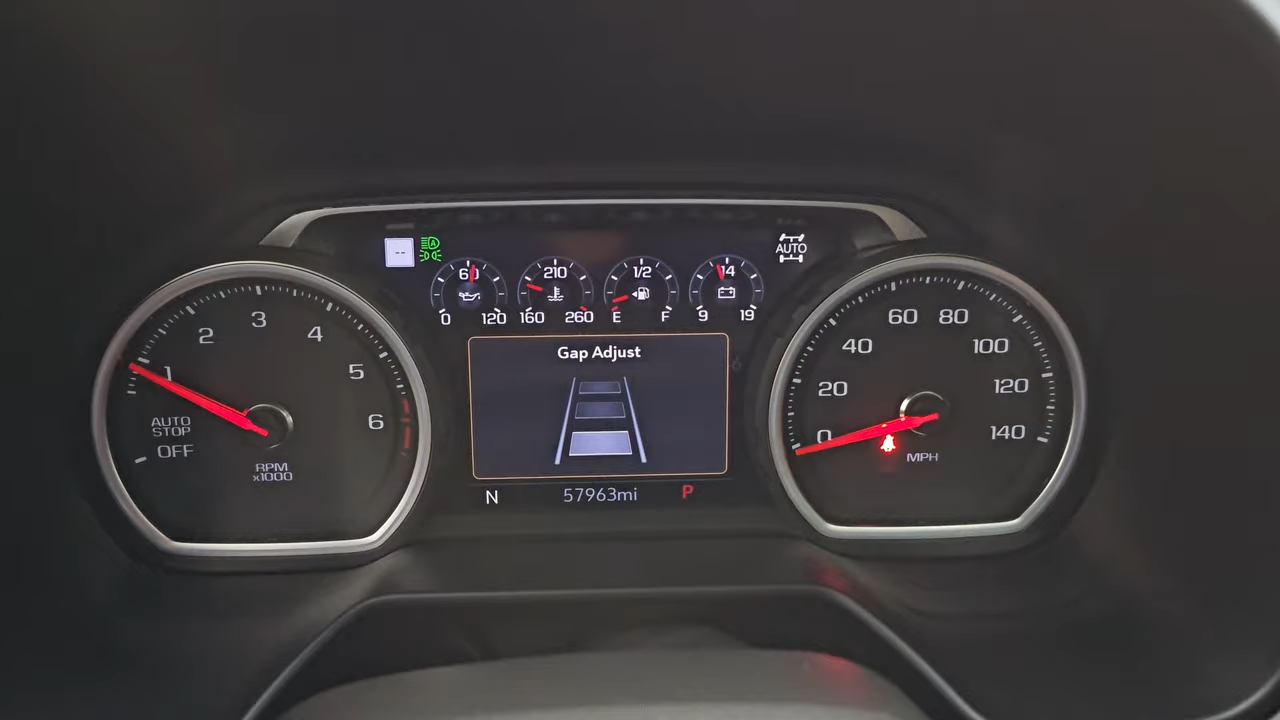 --
A
60
210
1/2
14
AUTO
0 120
160 260
E F
9 19
1
2
3
4
5
6
AUTO
STOP
OFF
RPM
x1000
Gap Adjust
N 57963mi P
0
20
40
60
80
100
120
140
MPH